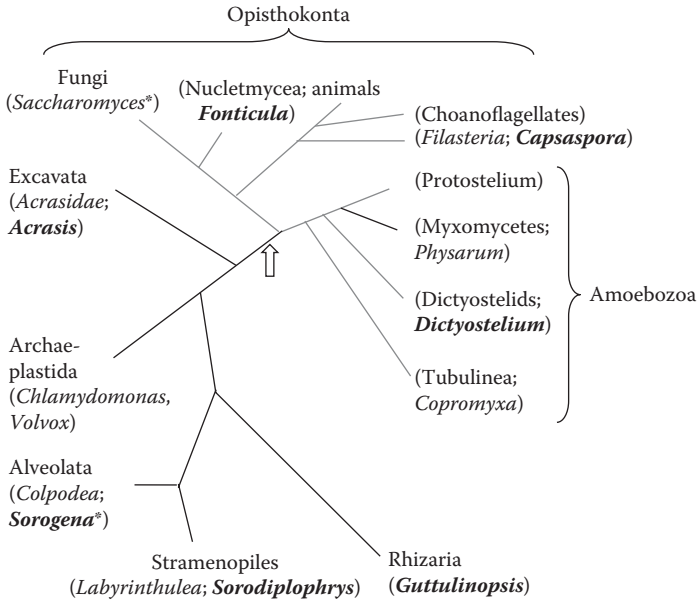 Opisthokonta
Fungi
(Saccharomyces*)
(Nucletmycea; animals
Fonticula)
(Choanoflagellates)
(Filasteria; Capsaspora)
Excavata
(Acrasidae;
Acrasis)
(Protostelium)
(Myxomycetes;
Physarum)
Amoebozoa
(Dictyostelids;
Dictyostelium)
Archae-
plastida
(Chlamydomonas,
Volvox)
(Tubulinea;
Copromyxa)
Alveolata
(Colpodea;
Sorogena*)
Stramenopiles
(Labyrinthulea; Sorodiplophrys)
Rhizaria
(Guttulinopsis)